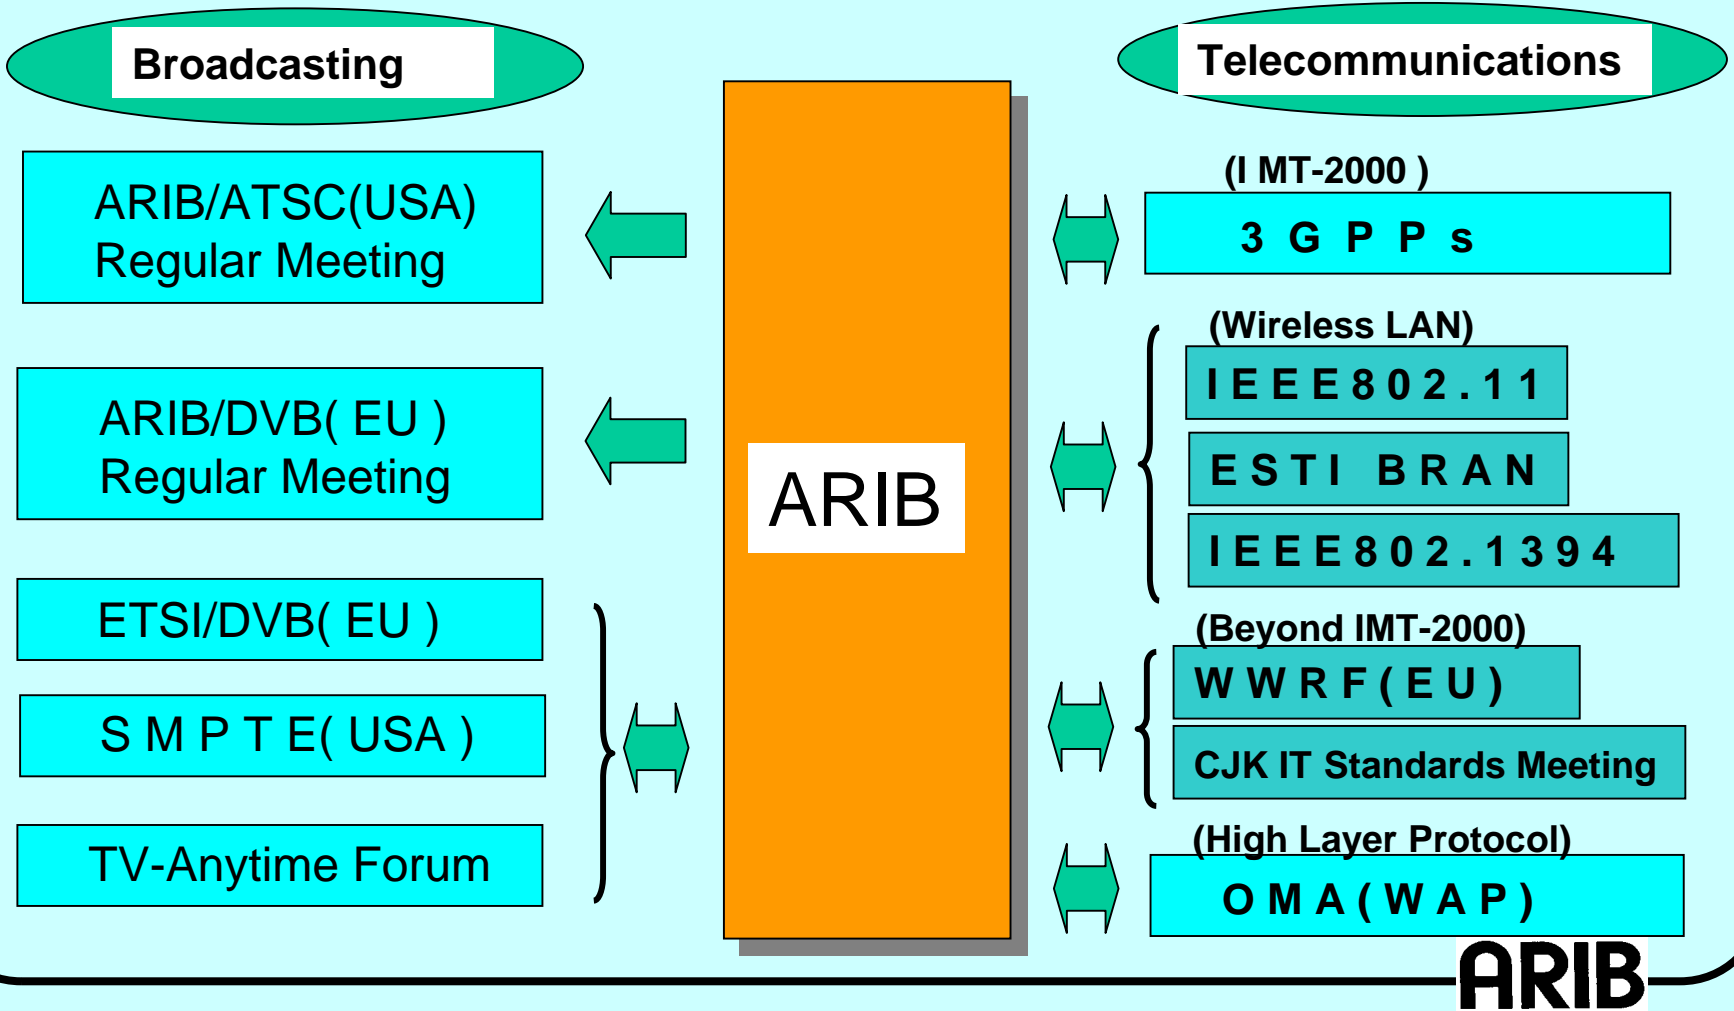 Broadcasting
ARIB/ATSC(USA)
Regular Meeting
ARIB/DVB( EU )
Regular Meeting
ETSI/DVB( EU )
S M P T E( USA )
TV-Anytime Forum
ARIB
Telecommunications
(I MT-2000 )
3 G P P s
(Wireless LAN)
I E E E 8 0 2 . 1 1
E S T I  B R A N
I E E E 8 0 2 . 1 3 9 4
(Beyond IMT-2000)
W W R F ( E U )
CJK IT Standards Meeting
(High Layer Protocol)
O M A ( W A P )
ARIB